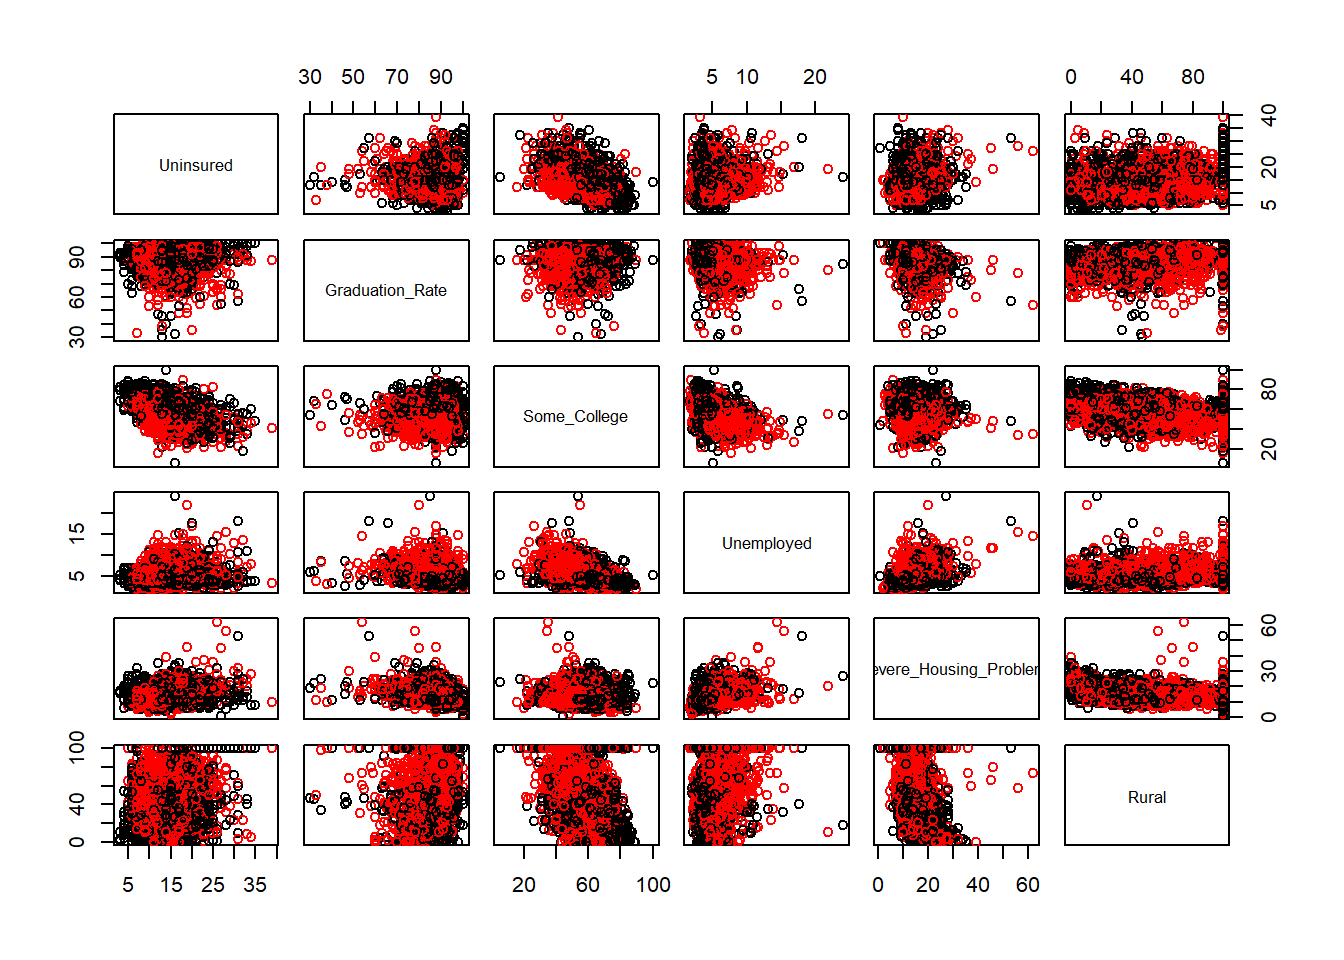 30 50 70 90
5 10 20
0 40 80
Uninsured
5 20 40
30 60 90
Graduation_Rate
Some_College
20 80
5 15
Unemployed
evere_Housing_Probler
0 30 60
0 40 100
Rural
5 15 25 35
20 60 100
0 20 40 60